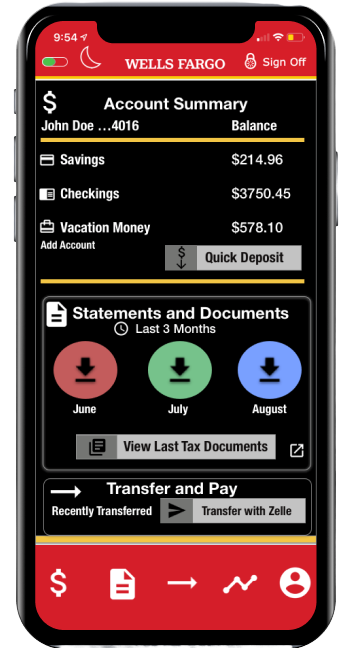 9:54
WELLS FARGO
Sign Off
Account Summary
John Doe ...4016 Balance
Savings $214.96
Checkings $3750.45
Vacation Money $578.10
Add Account
Quick Deposit
Statements and Documents
Last 3 Months
June July August
View Last Tax Documents
Transfer and Pay
Recently Transferred Transfer with Zelle